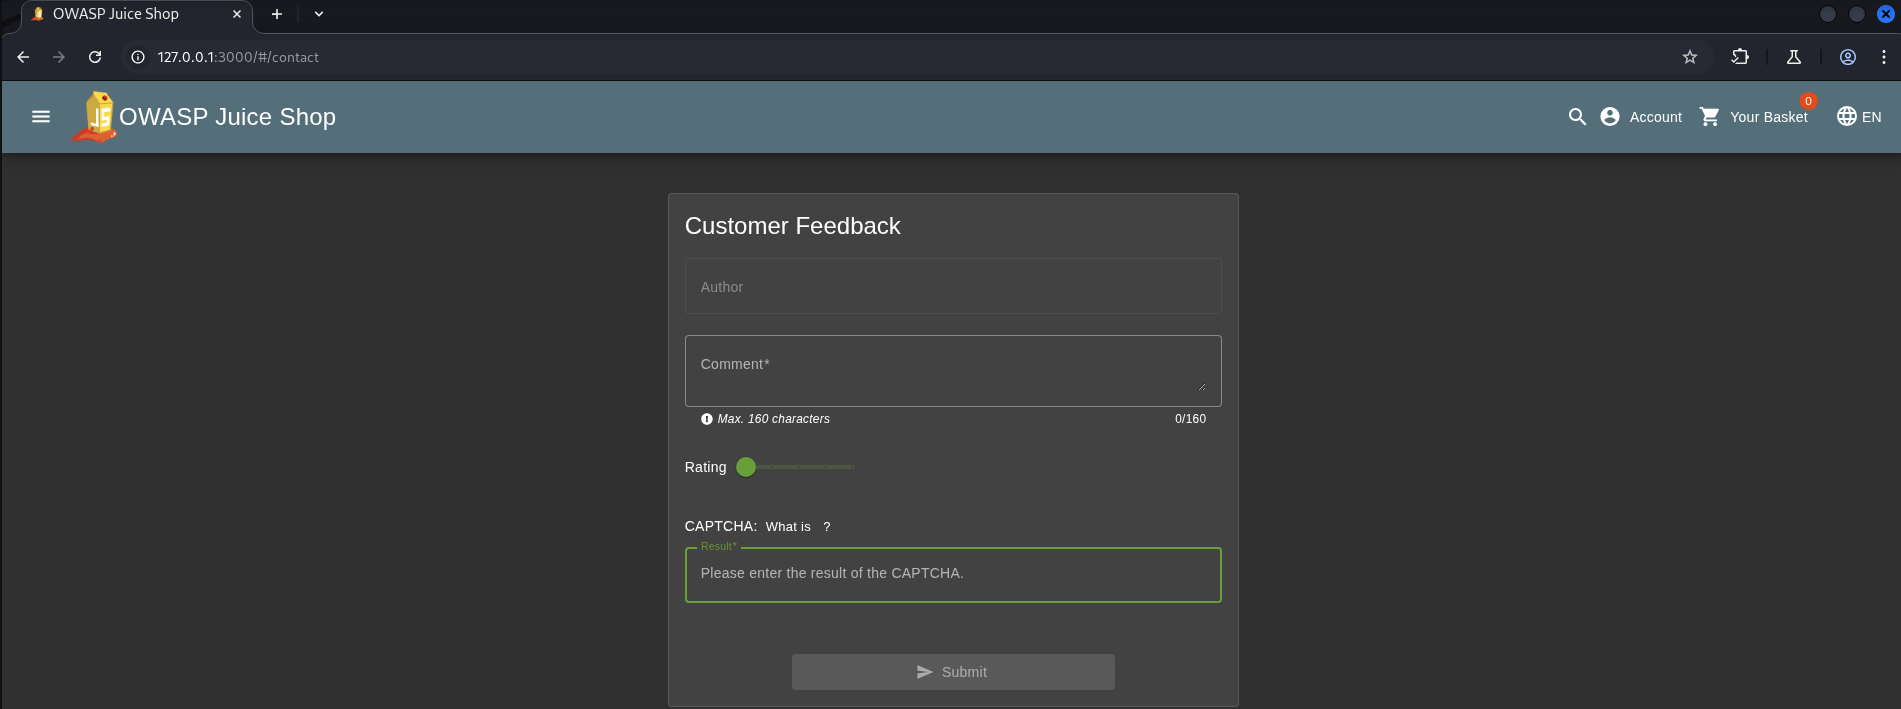 OWASP Juice Shop
127.0.0.1:3000/#/contact
OWASP Juice Shop
Account
Your Basket
0
EN
Customer Feedback
Author
Comment*
Max. 160 characters
0/160
Rating
CAPTCHA: What is ?
Result*
Please enter the result of the CAPTCHA.
Submit